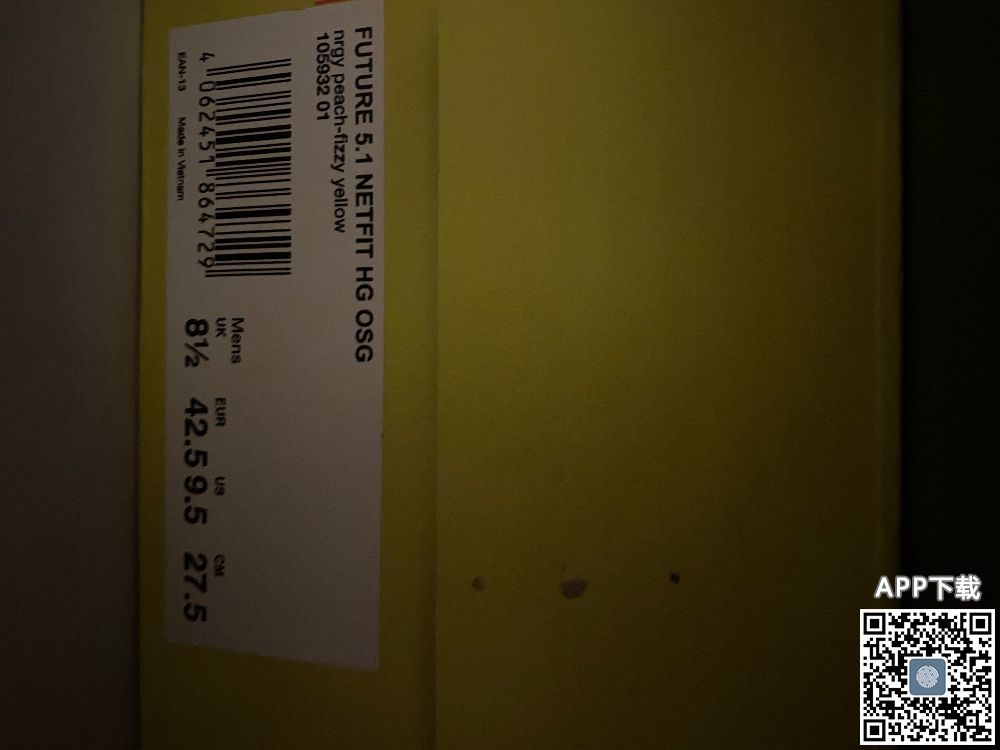 FUTURE 5.1 NETFIT HG OSG
nrgy peach-fizzy yellow
105932 01
4 062451 864729
EAN-13 Made in Vietnam
Mens
UK EUR US CM
8½ 42.5 9.5 27.5
APP下载